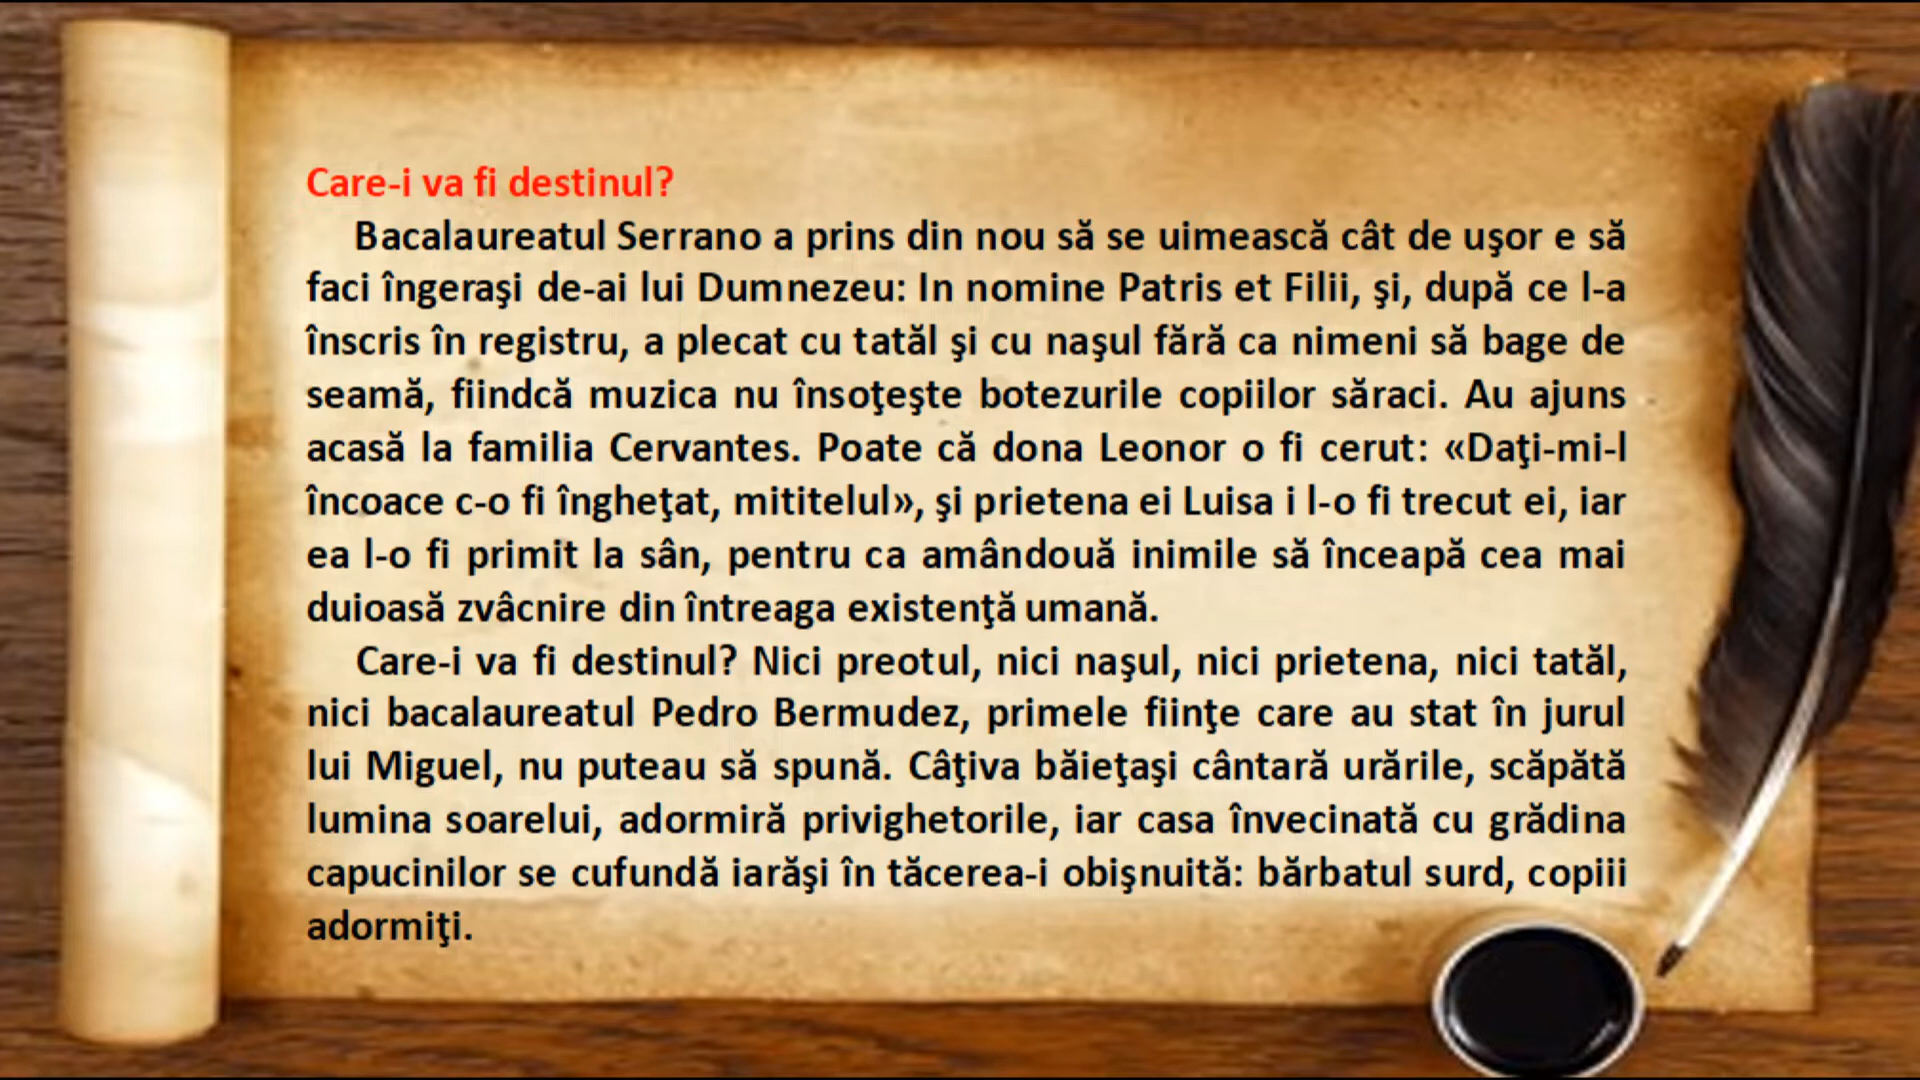 Care-i va fi destinul?
Bacalaureatul Serrano a prins din nou să se uimească cât de uşor e să
faci îngeraşi de-ai lui Dumnezeu: In nomine Patris et Filii, şi, după ce l-a
înscris în registru, a plecat cu tatăl şi cu naşul fără ca nimeni să bage de
seamă, fiindcă muzica nu însoţeşte botezurile copiilor săraci. Au ajuns
acasă la familia Cervantes. Poate că dona Leonor o fi cerut: «Daţi-mi-l
încoace c-o fi îngheţat, mititelul», şi prietena ei Luisa i l-o fi trecut ei, iar
ea l-o fi primit la sân, pentru ca amândouă inimile să înceapă cea mai
duioasă zvâcnire din întreaga existenţă umană.
Care-i va fi destinul? Nici preotul, nici naşul, nici prietena, nici tatăl,
nici bacalaureatul Pedro Bermudez, primele fiinţe care au stat în jurul
lui Miguel, nu puteau să spună. Câţiva băieţaşi cântară urările, scăpătă
lumina soarelui, adormiră privighetorile, iar casa învecinată cu grădina
capucinilor se cufundă iarăşi în tăcerea-i obişnuită: bărbatul surd, copiii
adormiţi.